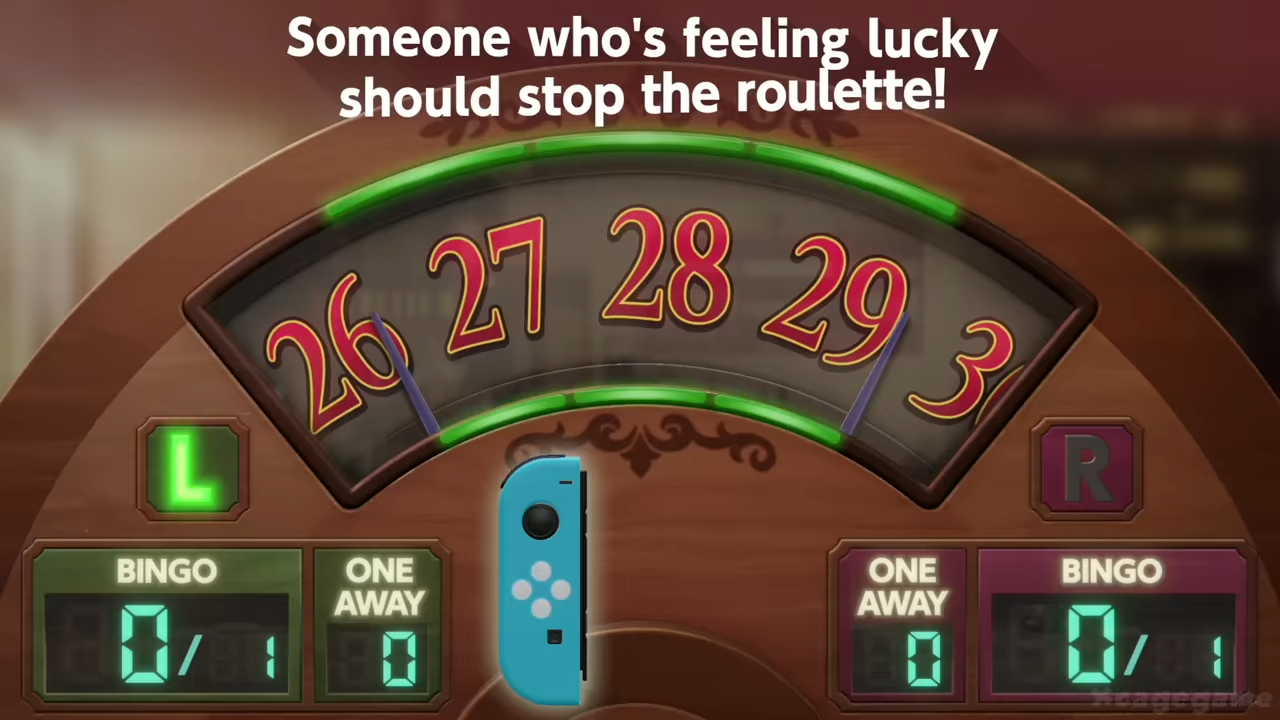 Someone who's feeling lucky
should stop the roulette!
26 27 28 29
L
R
BINGO
0/1
ONE
AWAY
0
ONE
AWAY
0
BINGO
0/1